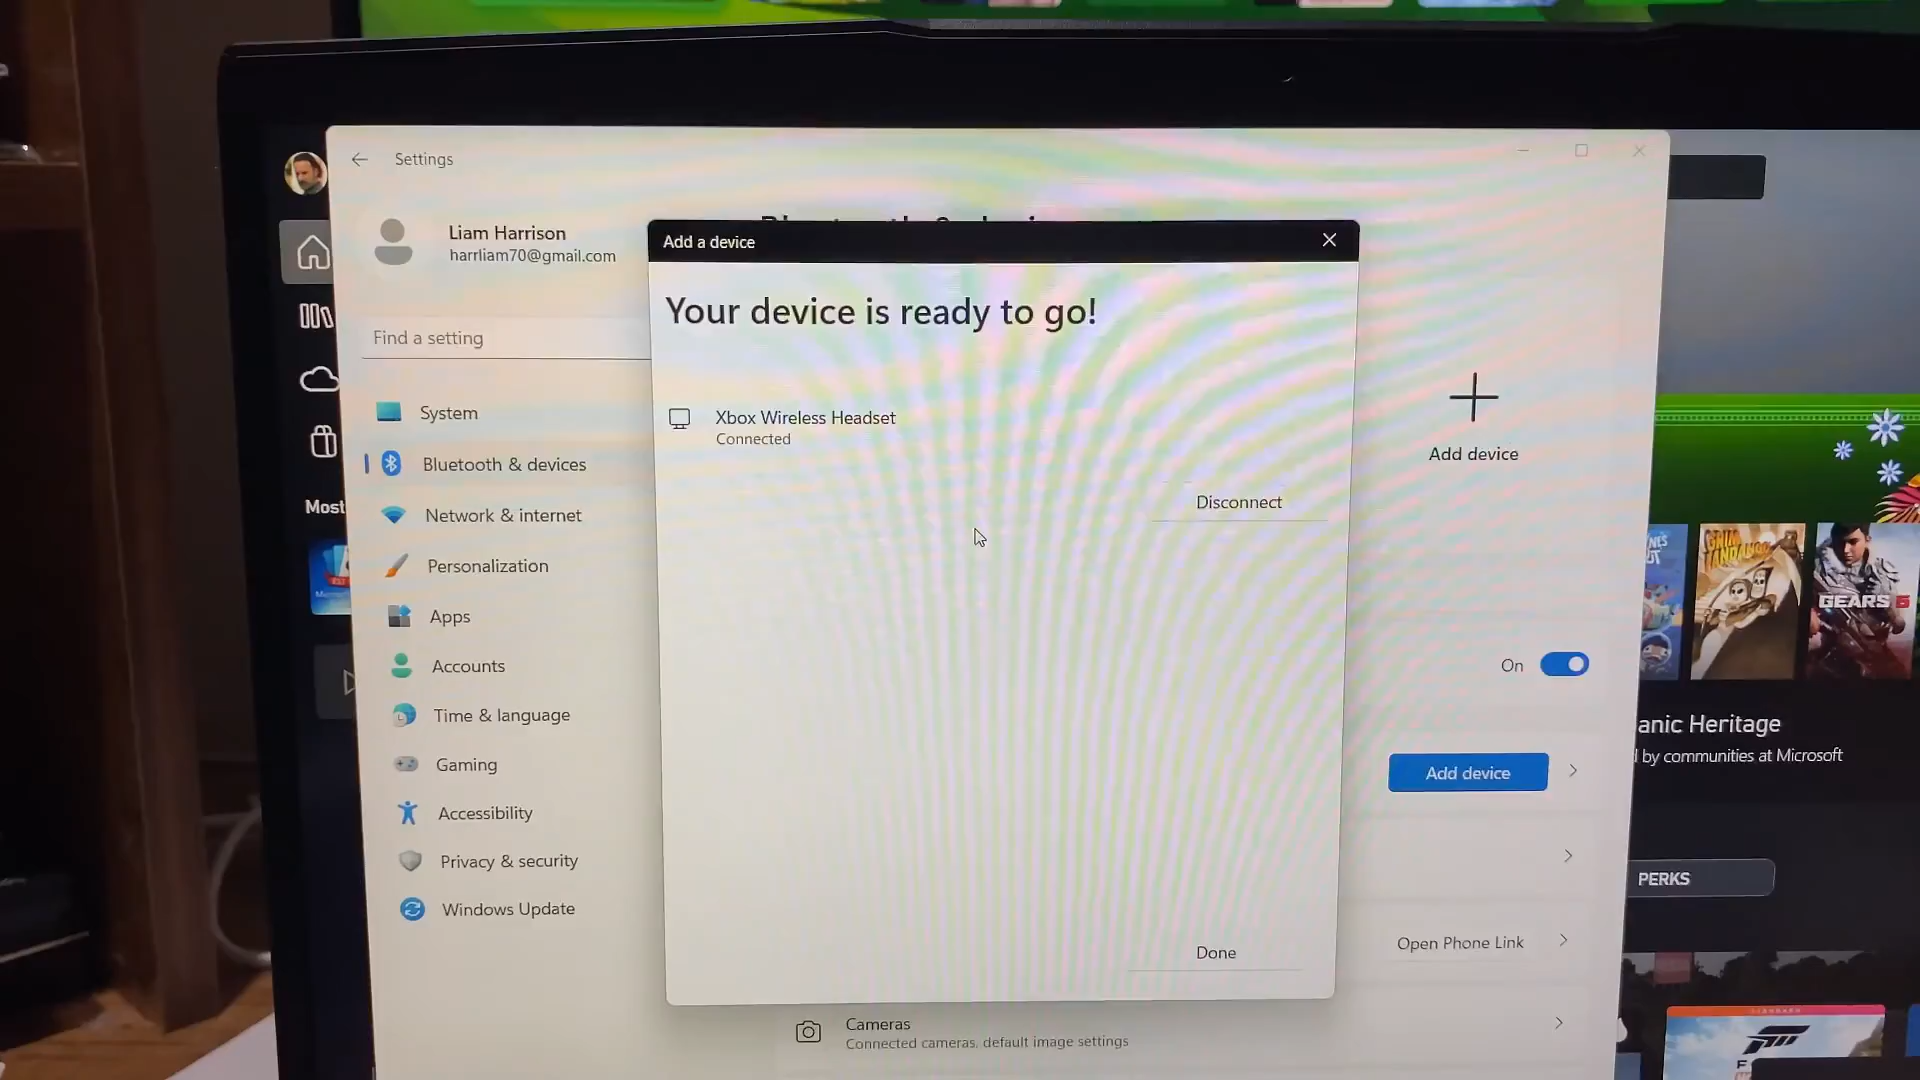 Settings
Liam Harrison
harrliam70@gmail.com
Find a setting
System
Bluetooth & devices
Network & internet
Personalization
Apps
Accounts
Time & language
Gaming
Accessibility
Privacy & security
Windows Update
Most
Add a device
Your device is ready to go!
Xbox Wireless Headset
Connected
Disconnect
Done
Add device
On
Add device
Open Phone Link
Cameras
Connected cameras, default image settings
GRIM
FANDANGO
GEARS 5
anic Heritage
l by communities at Microsoft
PERKS